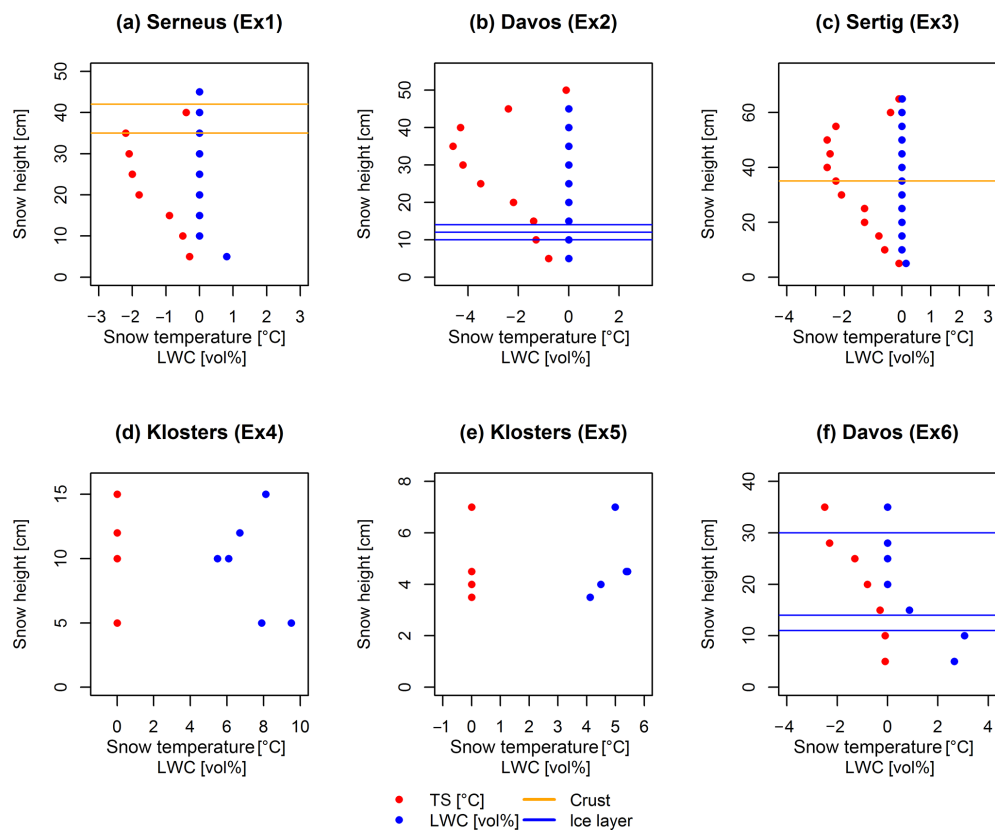 (a) Serneus (Ex1)
Snow height [cm]
0 10 20 30 40 50
−3 −2 −1 0 1 2 3
Snow temperature [°C]
LWC [vol%]
(b) Davos (Ex2)
Snow height [cm]
0 10 20 30 40 50
−4 −2 0 2
Snow temperature [°C]
LWC [vol%]
(c) Sertig (Ex3)
Snow height [cm]
0 20 40 60
−4 −2 0 1 2 3
Snow temperature [°C]
LWC [vol%]
(d) Klosters (Ex4)
Snow height [cm]
0 5 10 15
0 2 4 6 8 10
Snow temperature [°C]
LWC [vol%]
(e) Klosters (Ex5)
Snow height [cm]
0 2 4 6 8
−1 0 1 2 3 4 5 6
Snow temperature [°C]
LWC [vol%]
(f) Davos (Ex6)
Snow height [cm]
0 10 20 30 40
−4 −2 0 2 4
Snow temperature [°C]
LWC [vol%]
TS [°C] Crust
LWC [vol%] Ice layer